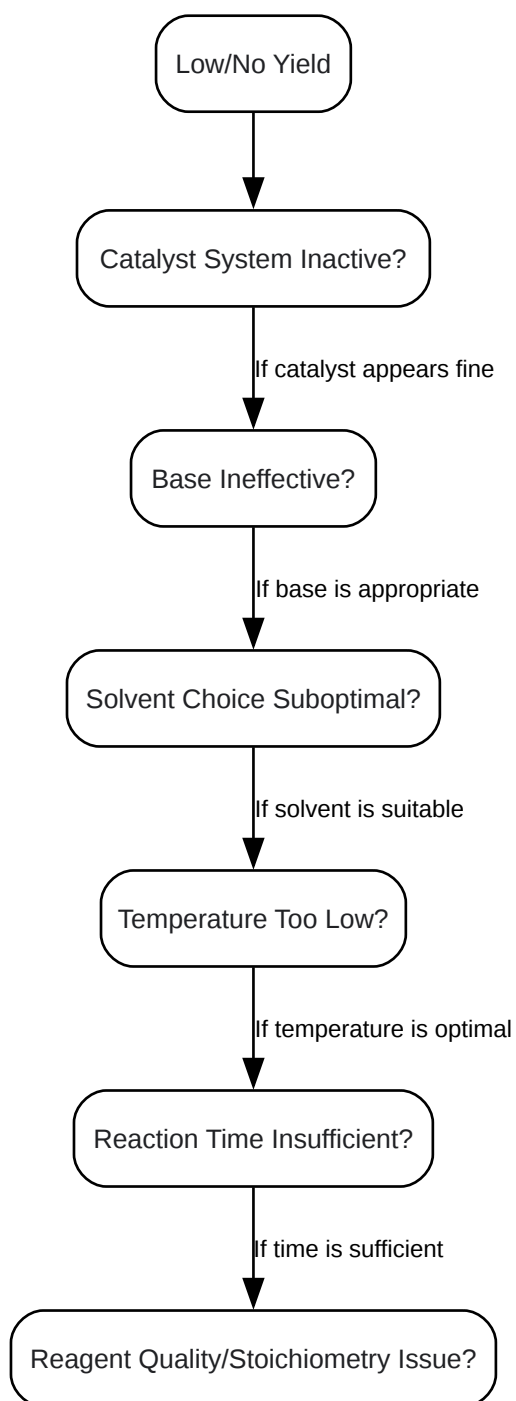 Low/No Yield
Catalyst System Inactive?
If catalyst appears fine
Base Ineffective?
If base is appropriate
Solvent Choice Suboptimal?
If solvent is suitable
Temperature Too Low?
If temperature is optimal
Reaction Time Insufficient?
If time is sufficient
Reagent Quality/Stoichiometry Issue?